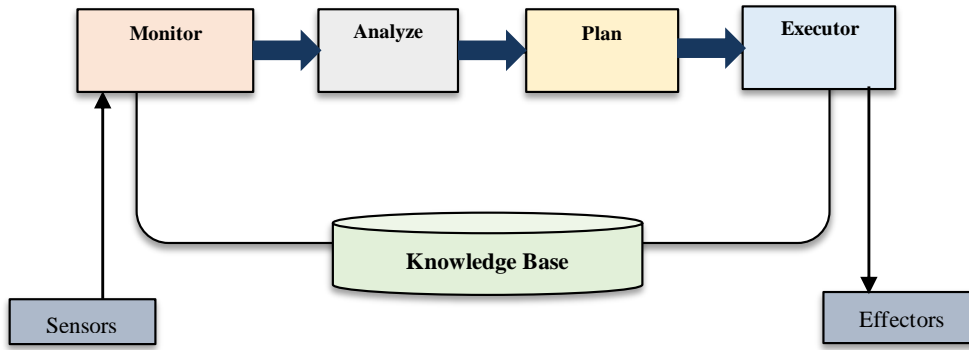 Monitor
Analyze
Plan
Executor
Knowledge Base
Sensors
Effectors